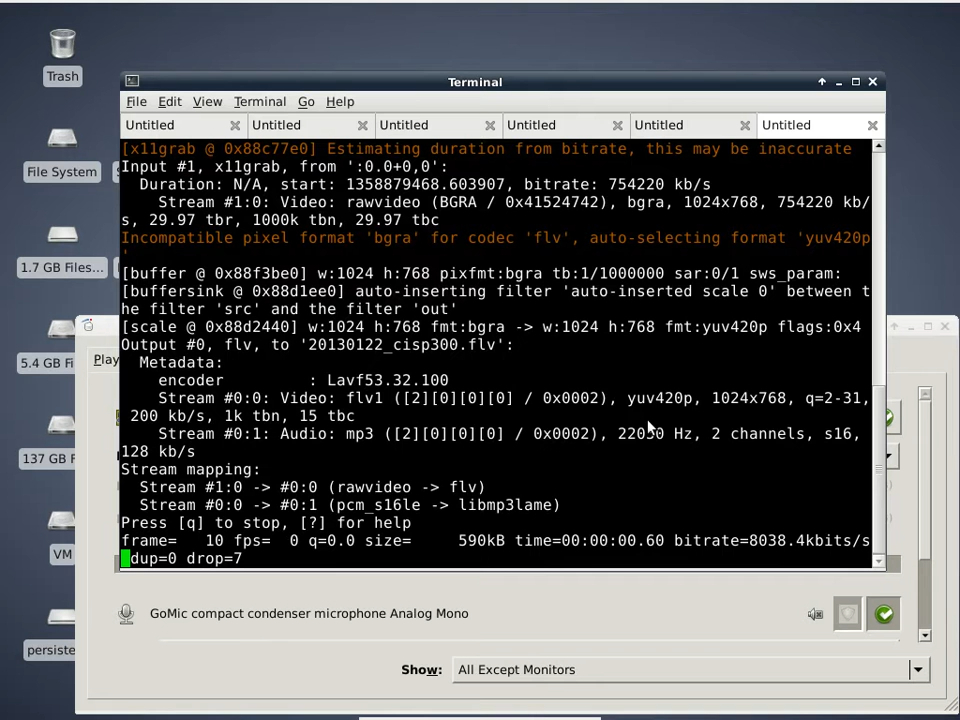 Trash
File System
1.7 GB Files...
5.4 GB Fi
137 GB
VM
persiste
Terminal
File Edit View Terminal Go Help
Untitled Untitled Untitled Untitled Untitled Untitled
[x11grab @ 0x88c77e0] Estimating duration from bitrate, this may be inaccurate
Input #1, x11grab, from ':0.0+0,0':
Duration: N/A, start: 1358879468.603907, bitrate: 754220 kb/s
Stream #1:0: Video: rawvideo (BGRA / 0x41524742), bgra, 1024x768, 754220 kb/
s, 29.97 tbr, 1000k tbn, 29.97 tbc
Incompatible pixel format 'bgra' for codec 'flv', auto-selecting format 'yuv420p
'
[buffer @ 0x88f3be0] w:1024 h:768 pixfmt:bgra tb:1/1000000 sar:0/1 sws_param:
[buffersink @ 0x88d1ee0] auto-inserting filter 'auto-inserted scale 0' between t
he filter 'src' and the filter 'out'
[scale @ 0x88d2440] w:1024 h:768 fmt:bgra -> w:1024 h:768 fmt:yuv420p flags:0x4
Output #0, flv, to '20130122_cisp300.flv':
Metadata:
encoder : Lavf53.32.100
Stream #0:0: Video: flv1 ([2][0][0][0] / 0x0002), yuv420p, 1024x768, q=2-31,
200 kb/s, 1k tbn, 15 tbc
Stream #0:1: Audio: mp3 ([2][0][0][0] / 0x0002), 22050 Hz, 2 channels, s16,
128 kb/s
Stream mapping:
Stream #1:0 -> #0:0 (rawvideo -> flv)
Stream #0:0 -> #0:1 (pcm_s16le -> libmp3lame)
Press [q] to stop, [?] for help
frame= 10 fps= 0 q=0.0 size= 590kB time=00:00:00.60 bitrate=8038.4kbits/s
dup=0 drop=7
Play
GoMic compact condenser microphone Analog Mono
Show: All Except Monitors